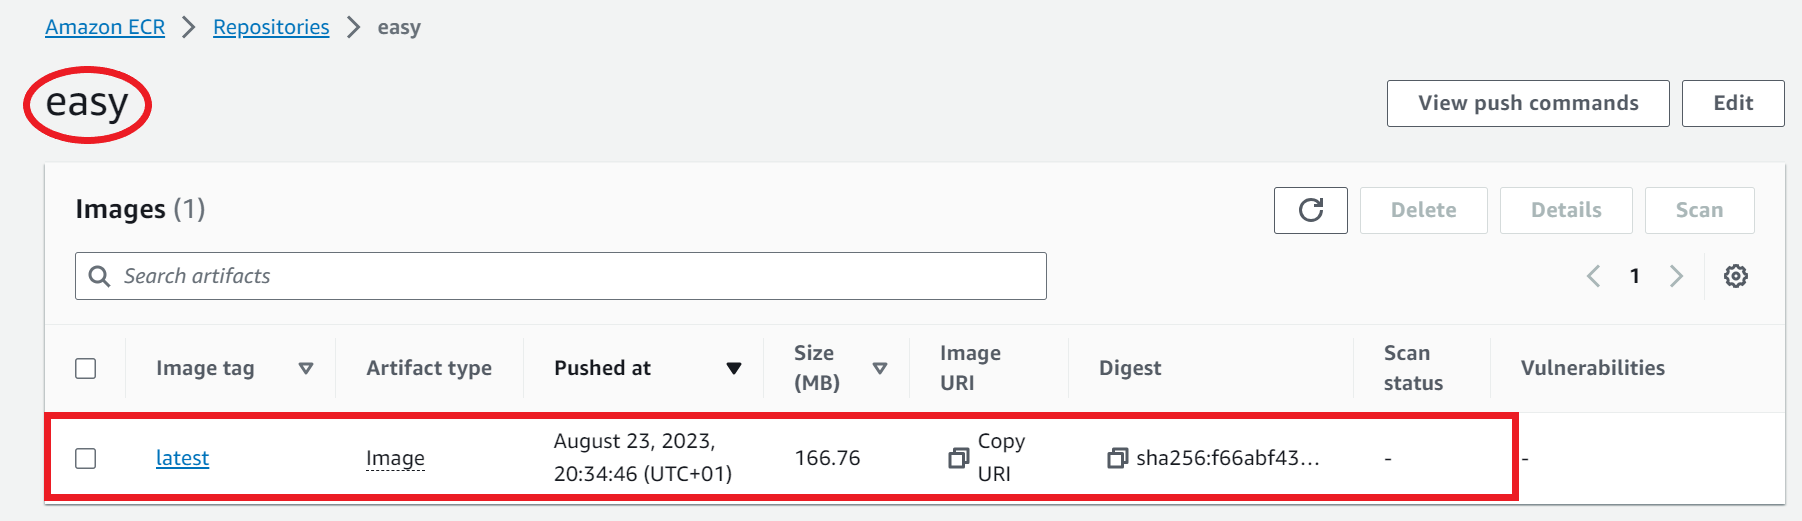 Amazon ECR > Repositories > easy
easy
View push commands
Edit
Images (1)
Delete
Details
Scan
Search artifacts
1
Image tag
Artifact type
Pushed at
Size
(MB)
Image
URI
Digest
Scan
status
Vulnerabilities
latest
Image
August 23, 2023,
20:34:46 (UTC+01)
166.76
Copy
URI
sha256:f66abf43...
-
-